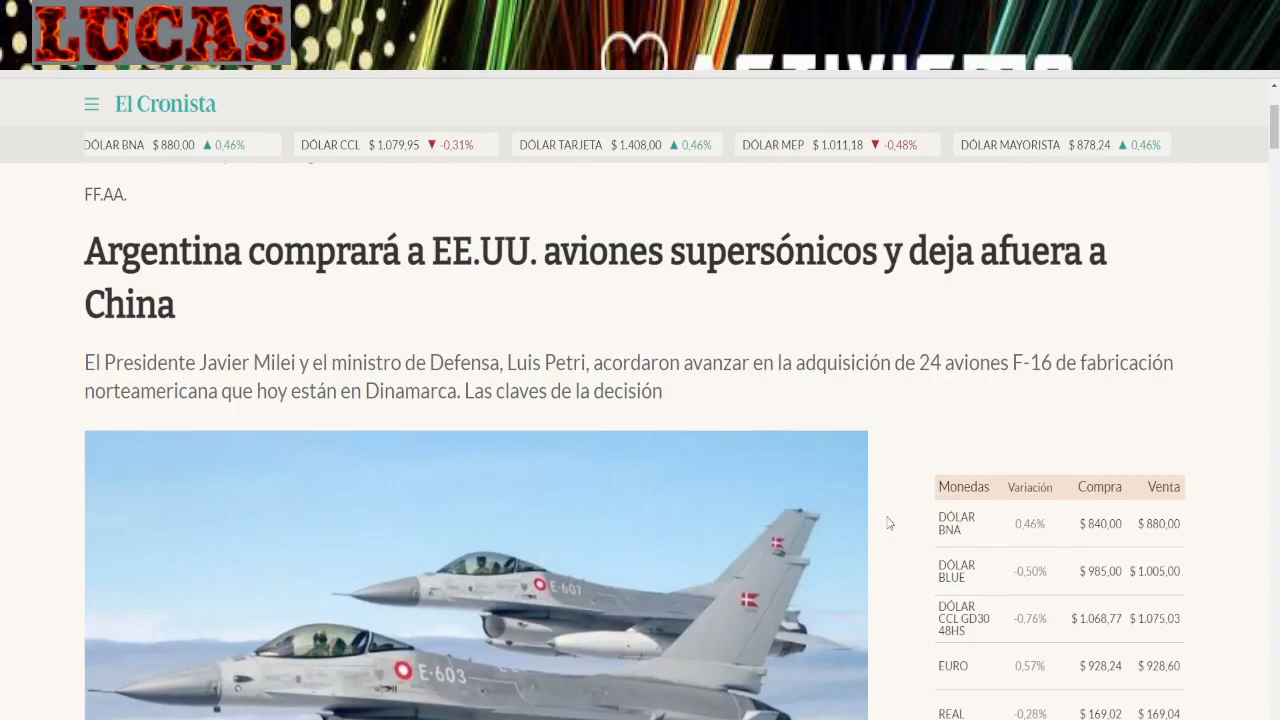 LUCAS
El Cronista
DÓLAR BNA $ 880,00 ▲ 0,46%
DÓLAR CCL $ 1.079,95 ▼ -0,31%
DÓLAR TARJETA $ 1.408,00 ▲ 0,46%
DÓLAR MEP $ 1.011,18 ▼ -0,48%
DÓLAR MAYORISTA $ 878,24 ▲ 0,46%
FF.AA.
Argentina comprará a EE.UU. aviones supersónicos y deja afuera a
China
El Presidente Javier Milei y el ministro de Defensa, Luis Petri, acordaron avanzar en la adquisición de 24 aviones F-16 de fabricación
norteamericana que hoy están en Dinamarca. Las claves de la decisión
E-607
E-603
Monedas Variación Compra Venta
DÓLAR
BNA 0,46% $ 840,00 $ 880,00
DÓLAR
BLUE -0,50% $ 985,00 $ 1.005,00
DÓLAR
CCL GD30 -0,76% $ 1.068,77 $ 1.075,03
48HS
EURO 0,57% $ 928,24 $ 928,60
REAL -0,28% $ 169,02 $ 169,04